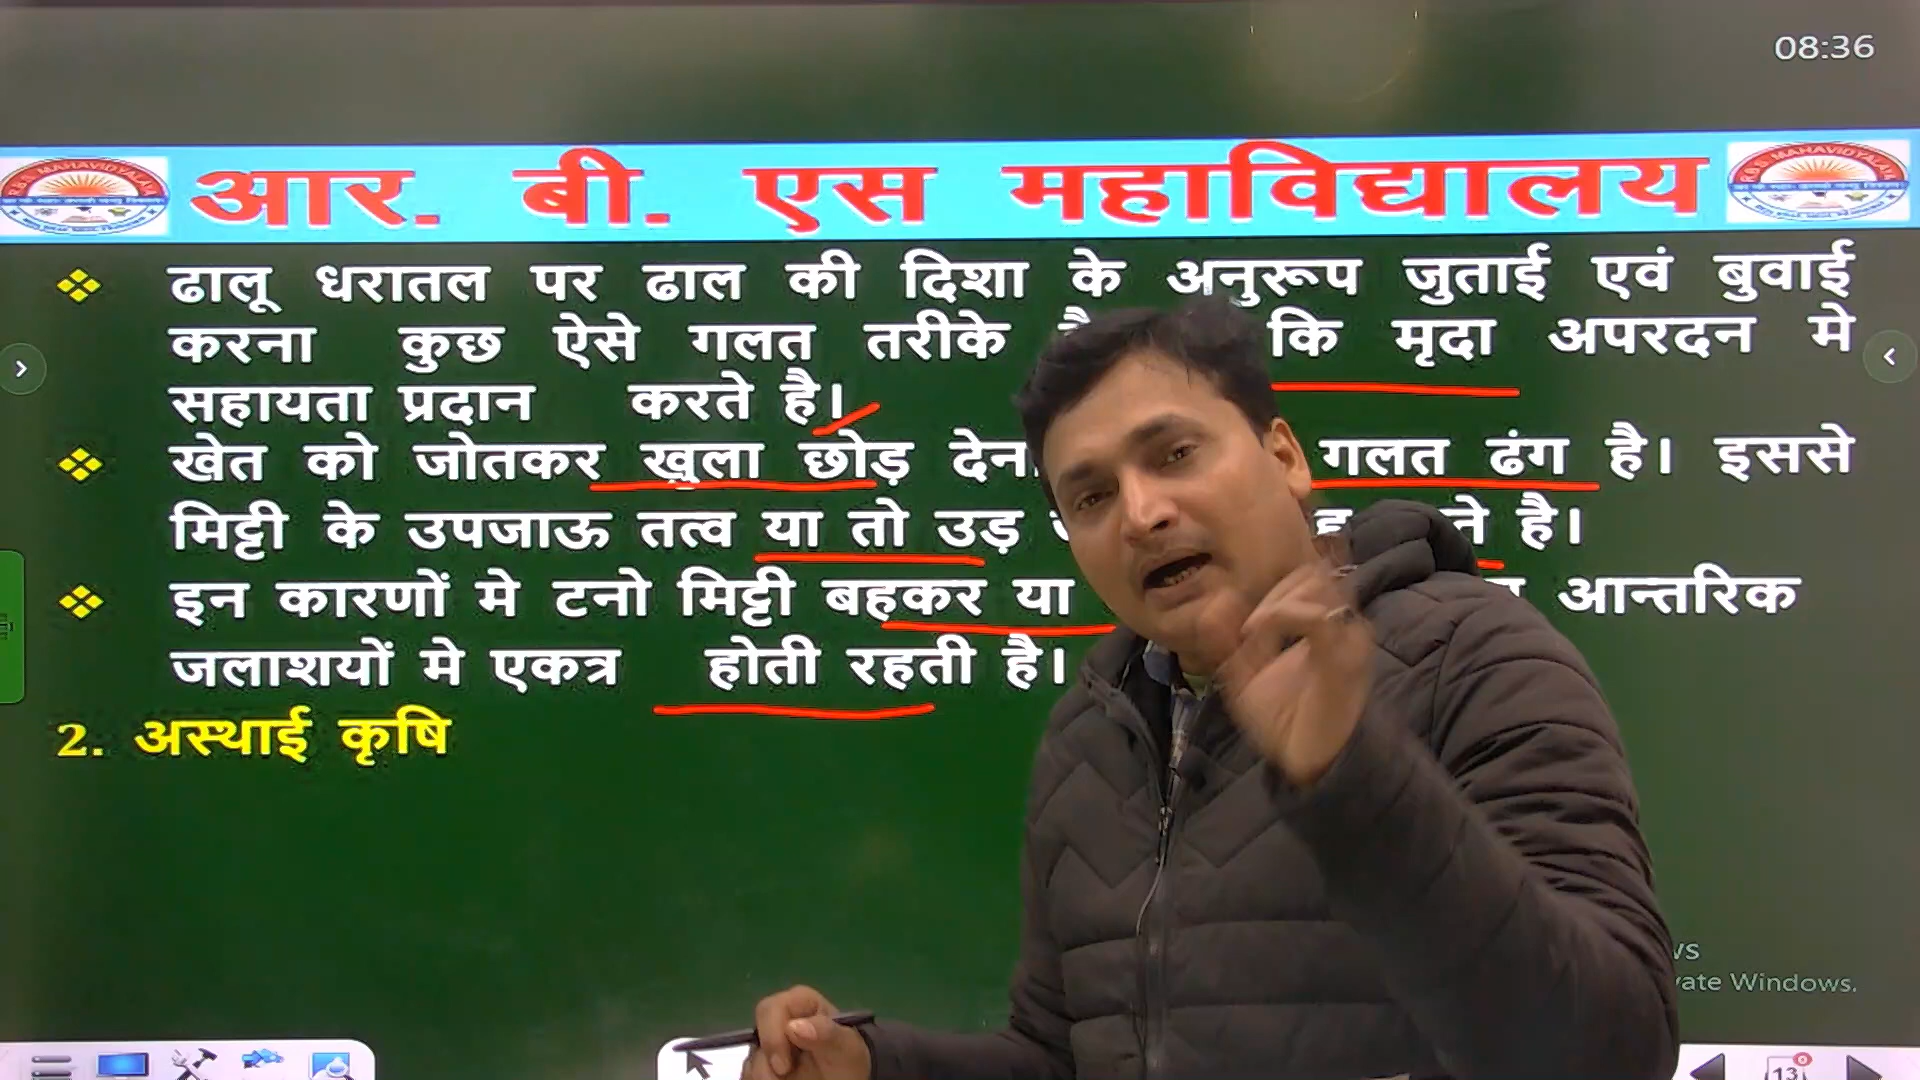 08:36
आर. बी. एस महाविद्यालय
ढालू धरातल पर ढाल की दिशा के अनुरूप जुताई एवं बुवाई
करना कुछ ऐसे गलत तरीके कि मृदा अपरदन मे
सहायता प्रदान करते है।
खेत को जोतकर खुला छोड़ देना गलत ढंग है। इससे
मिट्टी के उपजाऊ तत्व या तो उड़ है।
इन कारणों मे टनो मिट्टी बहकर या आन्तरिक
जलाशयों मे एकत्र होती रहती है।
2. अस्थाई कृषि
Windows.
13